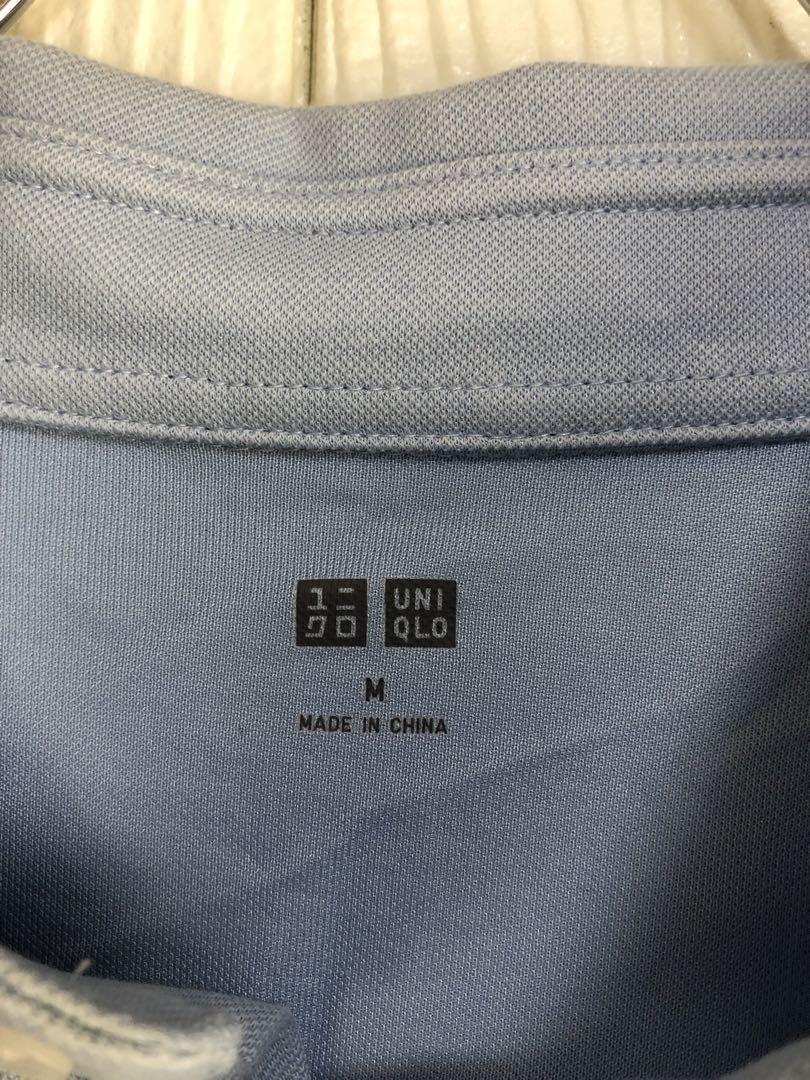 ユニ UNI
クロ QLO
M
MADE IN CHINA